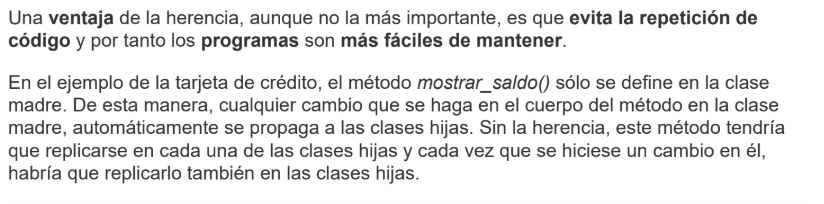 Una ventaja de la herencia, aunque no la más importante, es que evita la repetición de
código y por tanto los programas son más fáciles de mantener.
En el ejemplo de la tarjeta de crédito, el método mostrar_saldo() sólo se define en la clase
madre. De esta manera, cualquier cambio que se haga en el cuerpo del método en la clase
madre, automáticamente se propaga a las clases hijas. Sin la herencia, este método tendría
que replicarse en cada una de las clases hijas y cada vez que se hiciese un cambio en él,
habría que replicarlo también en las clases hijas.